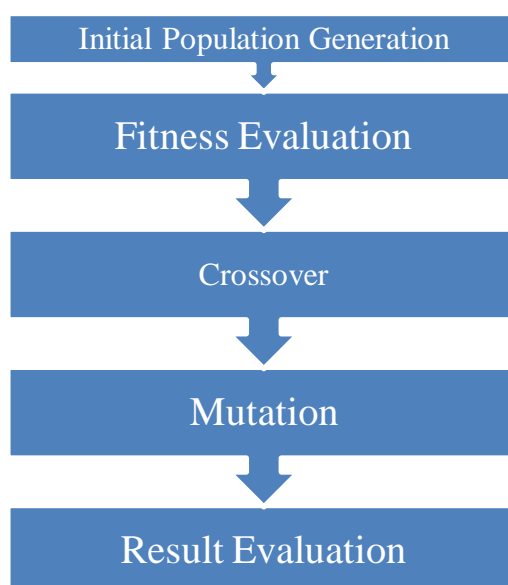 Initial Population Generation
Fitness Evaluation
Crossover
Mutation
Result Evaluation